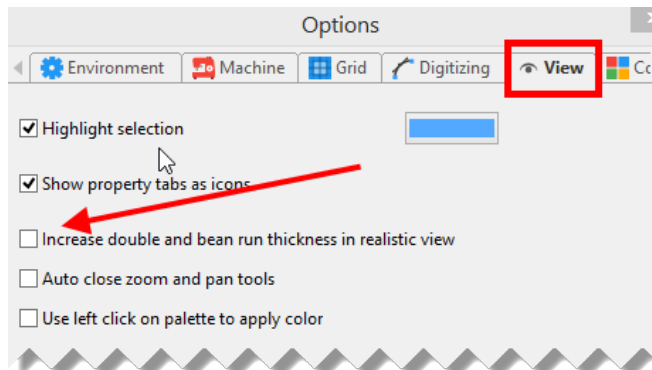 Options
Environment Machine Grid Digitizing View Co
Highlight selection
Show property tabs as icons
Increase double and bean run thickness in realistic view
Auto close zoom and pan tools
Use left click on palette to apply color